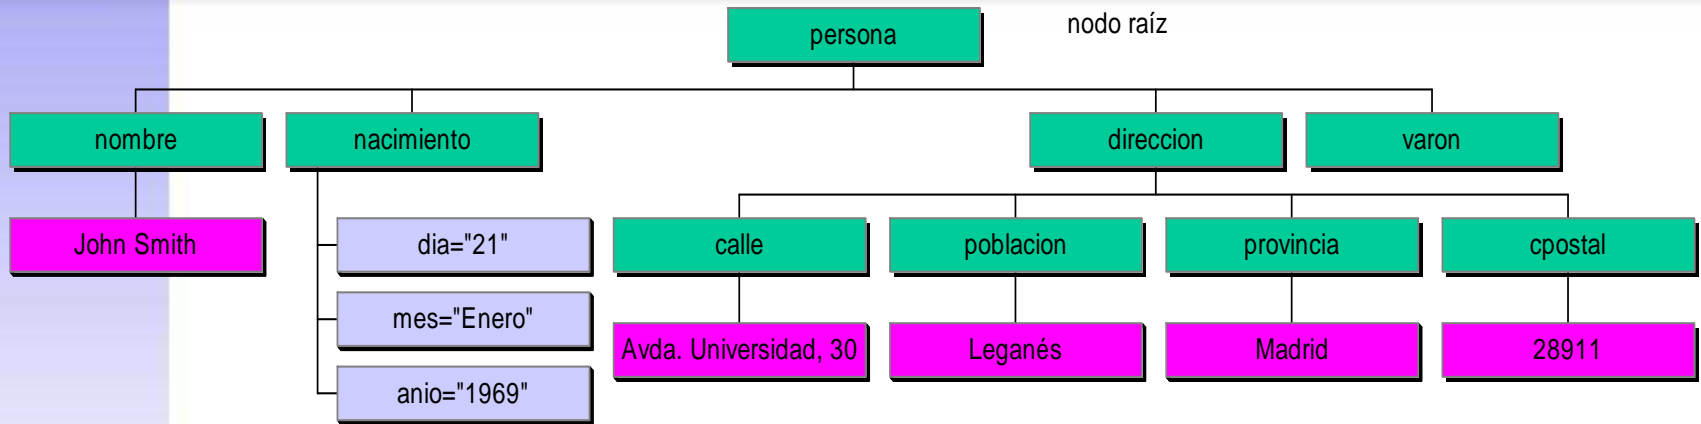 persona
nodo raíz
nombre
nacimiento
direccion
varon
John Smith
dia="21"
mes="Enero"
anio="1969"
calle
poblacion
provincia
cpostal
Avda. Universidad, 30
Leganés
Madrid
28911